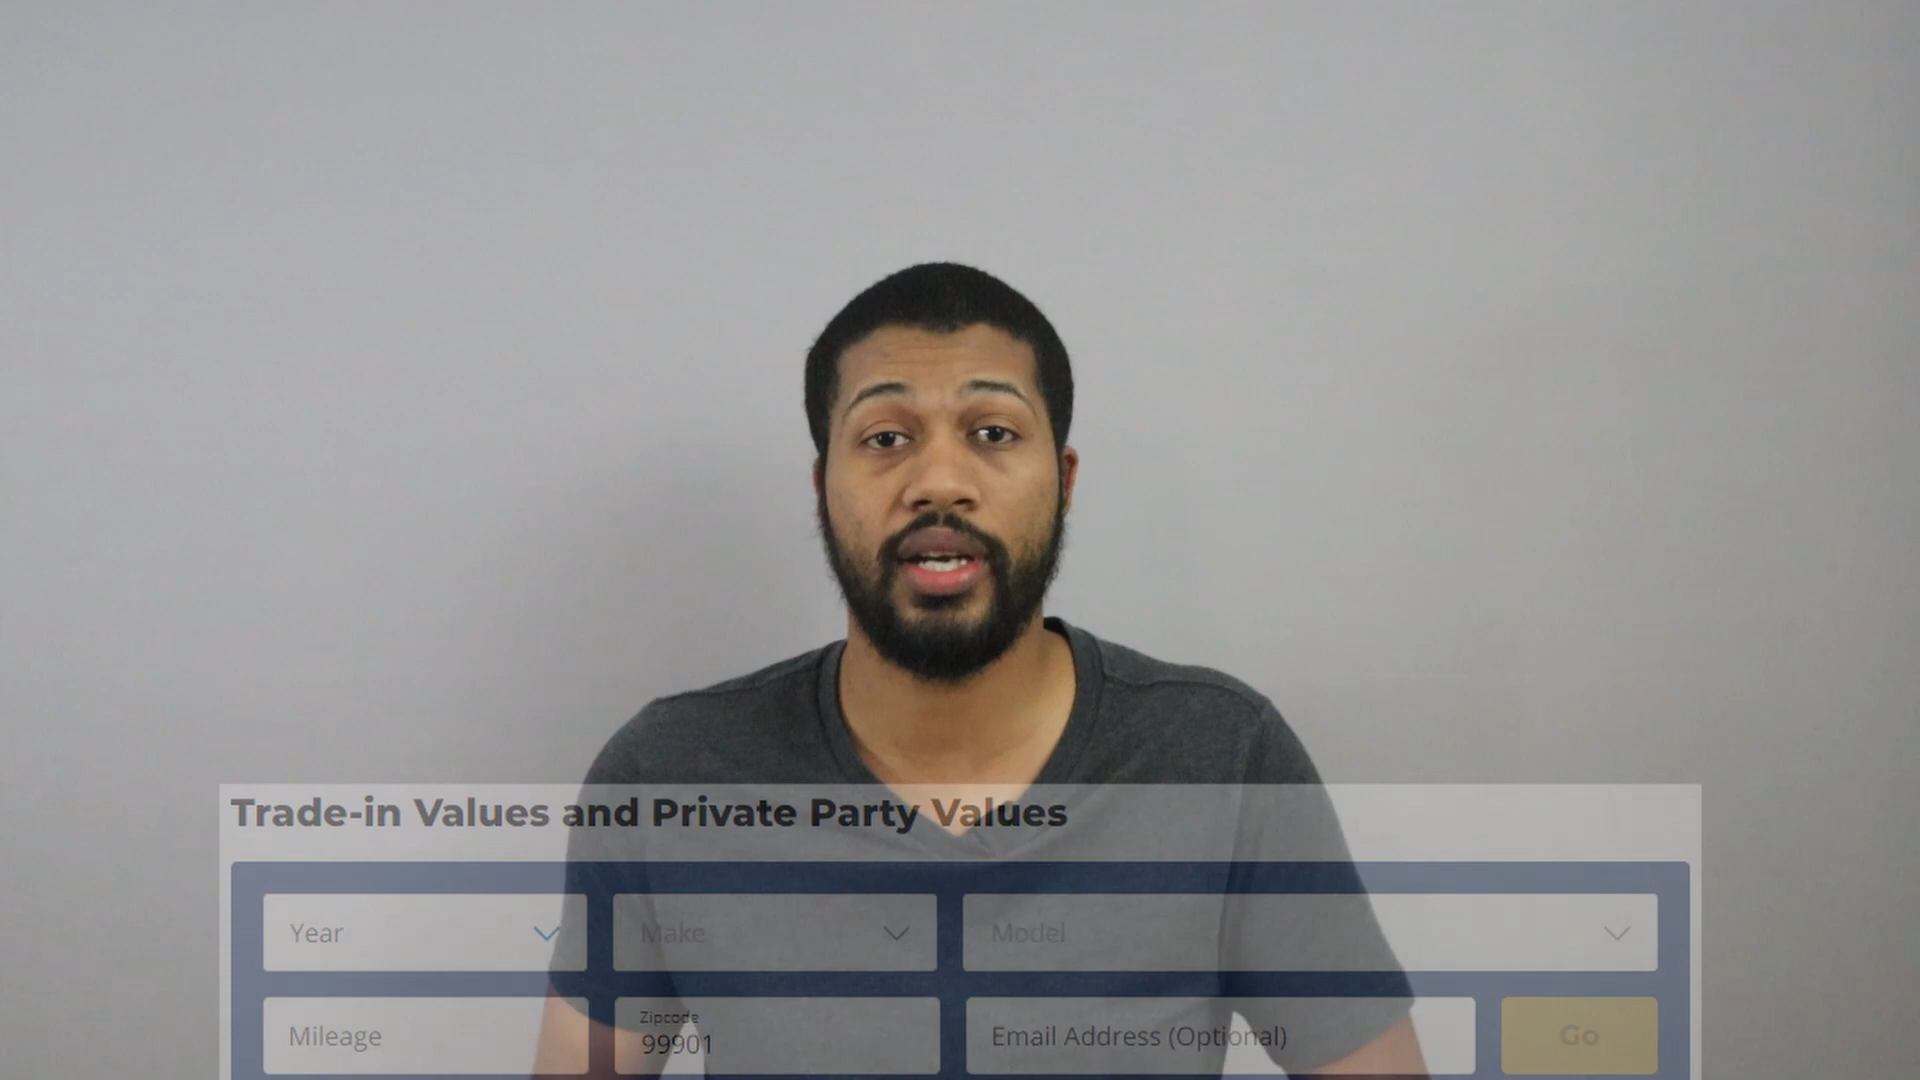 Trade-in Values and Private Party Values
Year
Make
Model
Mileage
Zipcode
99901
Email Address (Optional)
Go